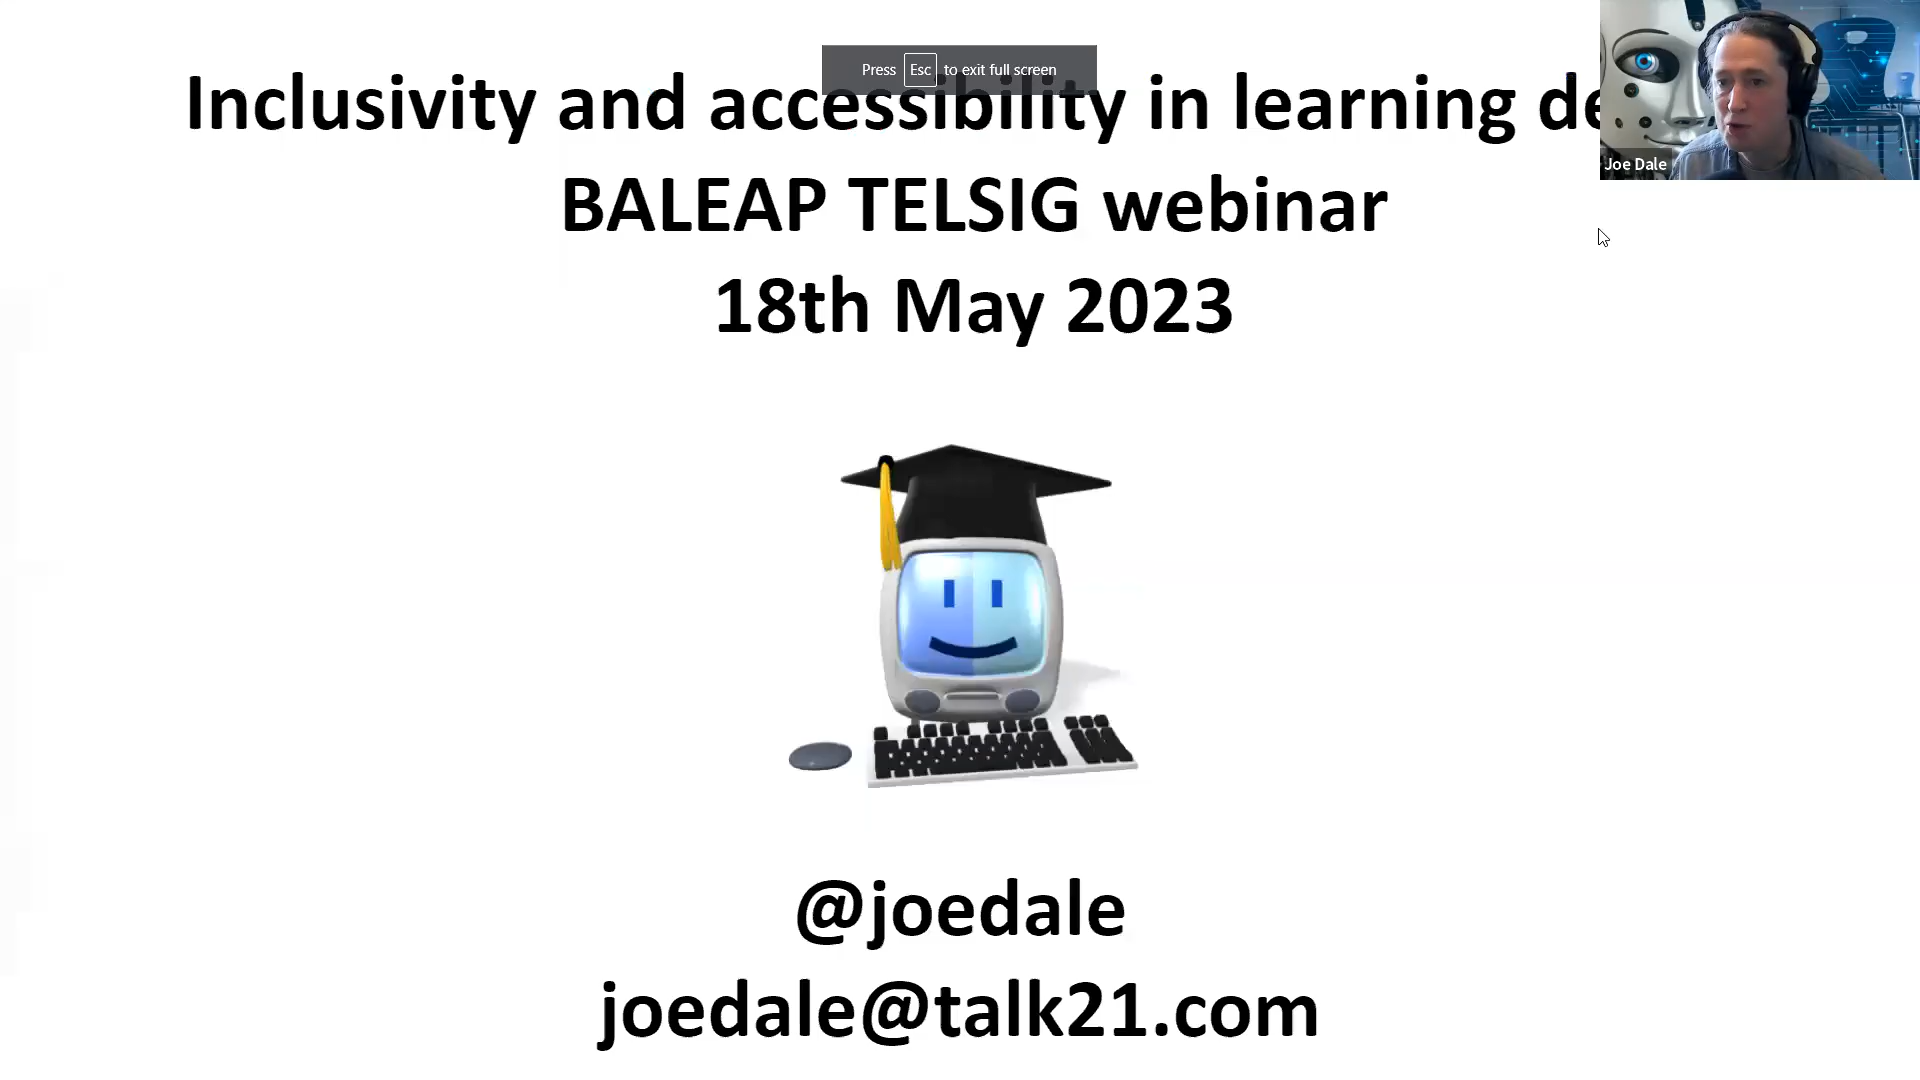 Press Esc to exit full screen
Inclusivity and accessibility in learning
BALEAP TELSIG webinar
18th May 2023
Joe Dale
@joedale
joedale@talk21.com